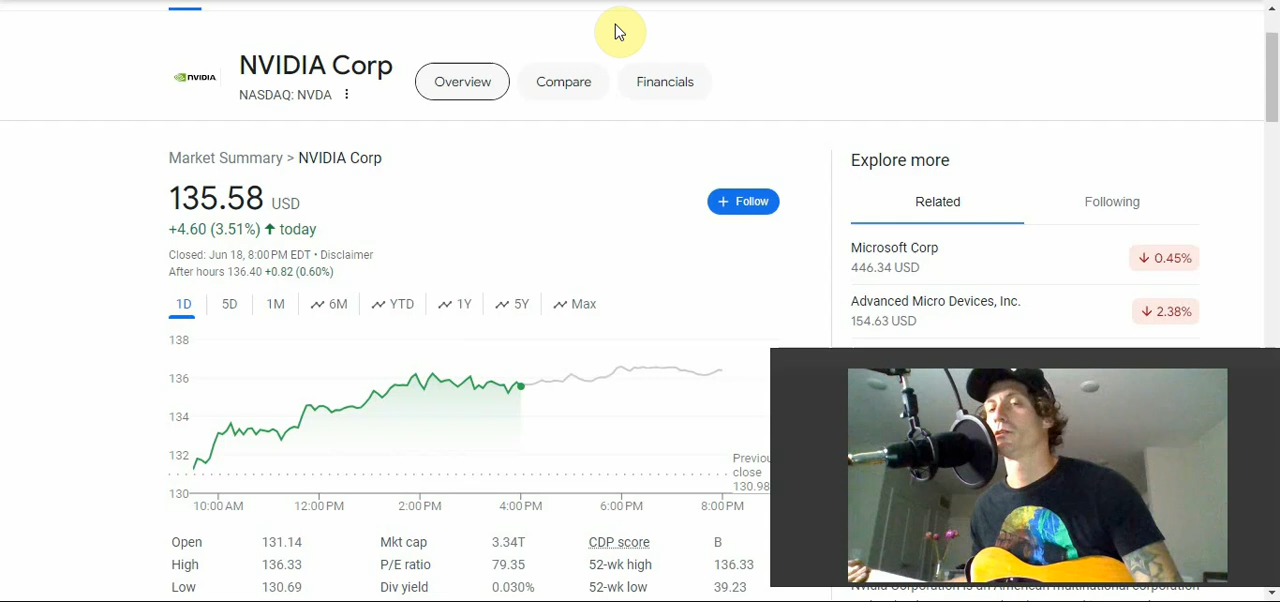 NVIDIA
NVIDIA Corp
NASDAQ: NVDA
Overview
Compare
Financials
Market Summary > NVIDIA Corp
135.58 USD
+4.60 (3.51%) today
Closed: Jun 18, 8:00 PM EDT • Disclaimer
After hours 136.40 +0.82 (0.60%)
+ Follow
1D 5D 1M 6M YTD 1Y 5Y Max
138
136
134
132
130
Previou
close
130.98
10:00 AM 12:00 PM 2:00 PM 4:00 PM 6:00 PM 8:00 PM
Open 131.14 Mkt cap 3.34T CDP score B
High 136.33 P/E ratio 79.35 52-wk high 136.33
Low 130.69 Div yield 0.030% 52-wk low 39.23
Explore more
Related Following
Microsoft Corp
446.34 USD
0.45%
Advanced Micro Devices, Inc.
154.63 USD
2.38%